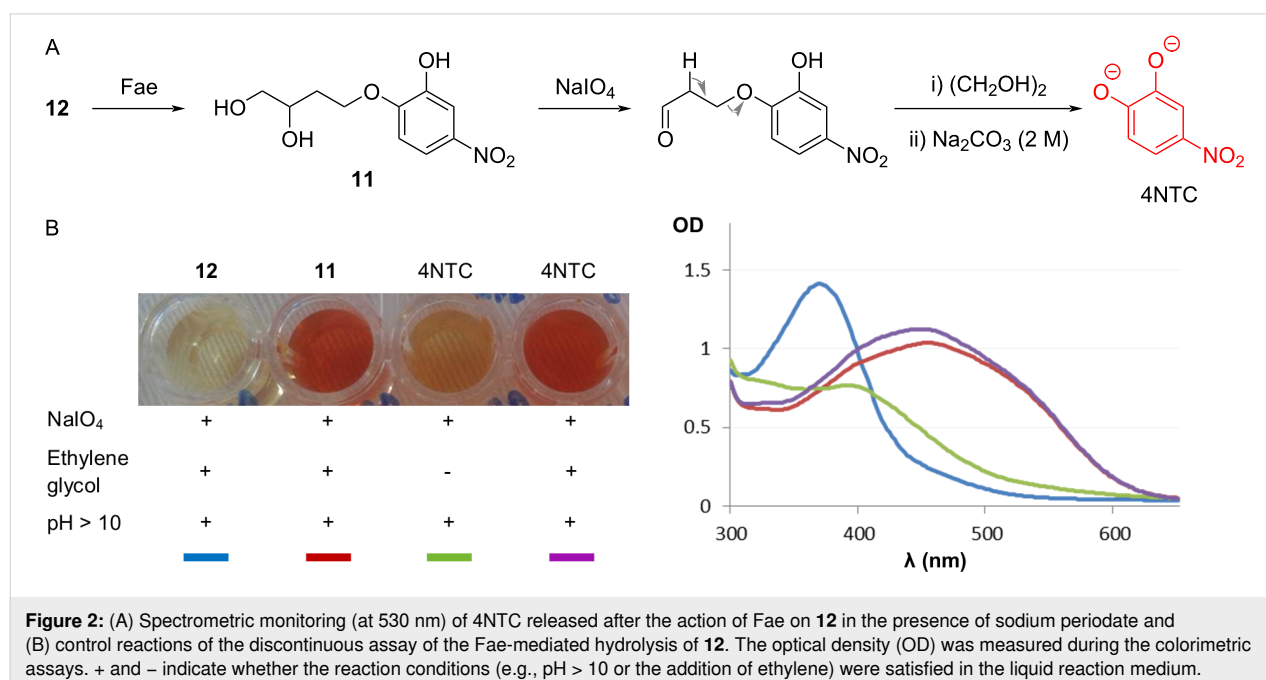 A
12
Fae
HO
OH
O
OH
NO₂
11
NaIO₄
H
O
O
OH
NO₂
i) (CH₂OH)₂
ii) Na₂CO₃ (2 M)
O⊖
O⊖
NO₂
4NTC
B
12 11 4NTC 4NTC
NaIO₄ + + + +
Ethylene
glycol + + - +
pH > 10 + + + +
OD
1.5
1
0.5
0
300 400 500 600
λ (nm)
Figure 2: (A) Spectrometric monitoring (at 530 nm) of 4NTC released after the action of Fae on 12 in the presence of sodium periodate and
(B) control reactions of the discontinuous assay of the Fae-mediated hydrolysis of 12. The optical density (OD) was measured during the colorimetric
assays. + and − indicate whether the reaction conditions (e.g., pH > 10 or the addition of ethylene) were satisfied in the liquid reaction medium.